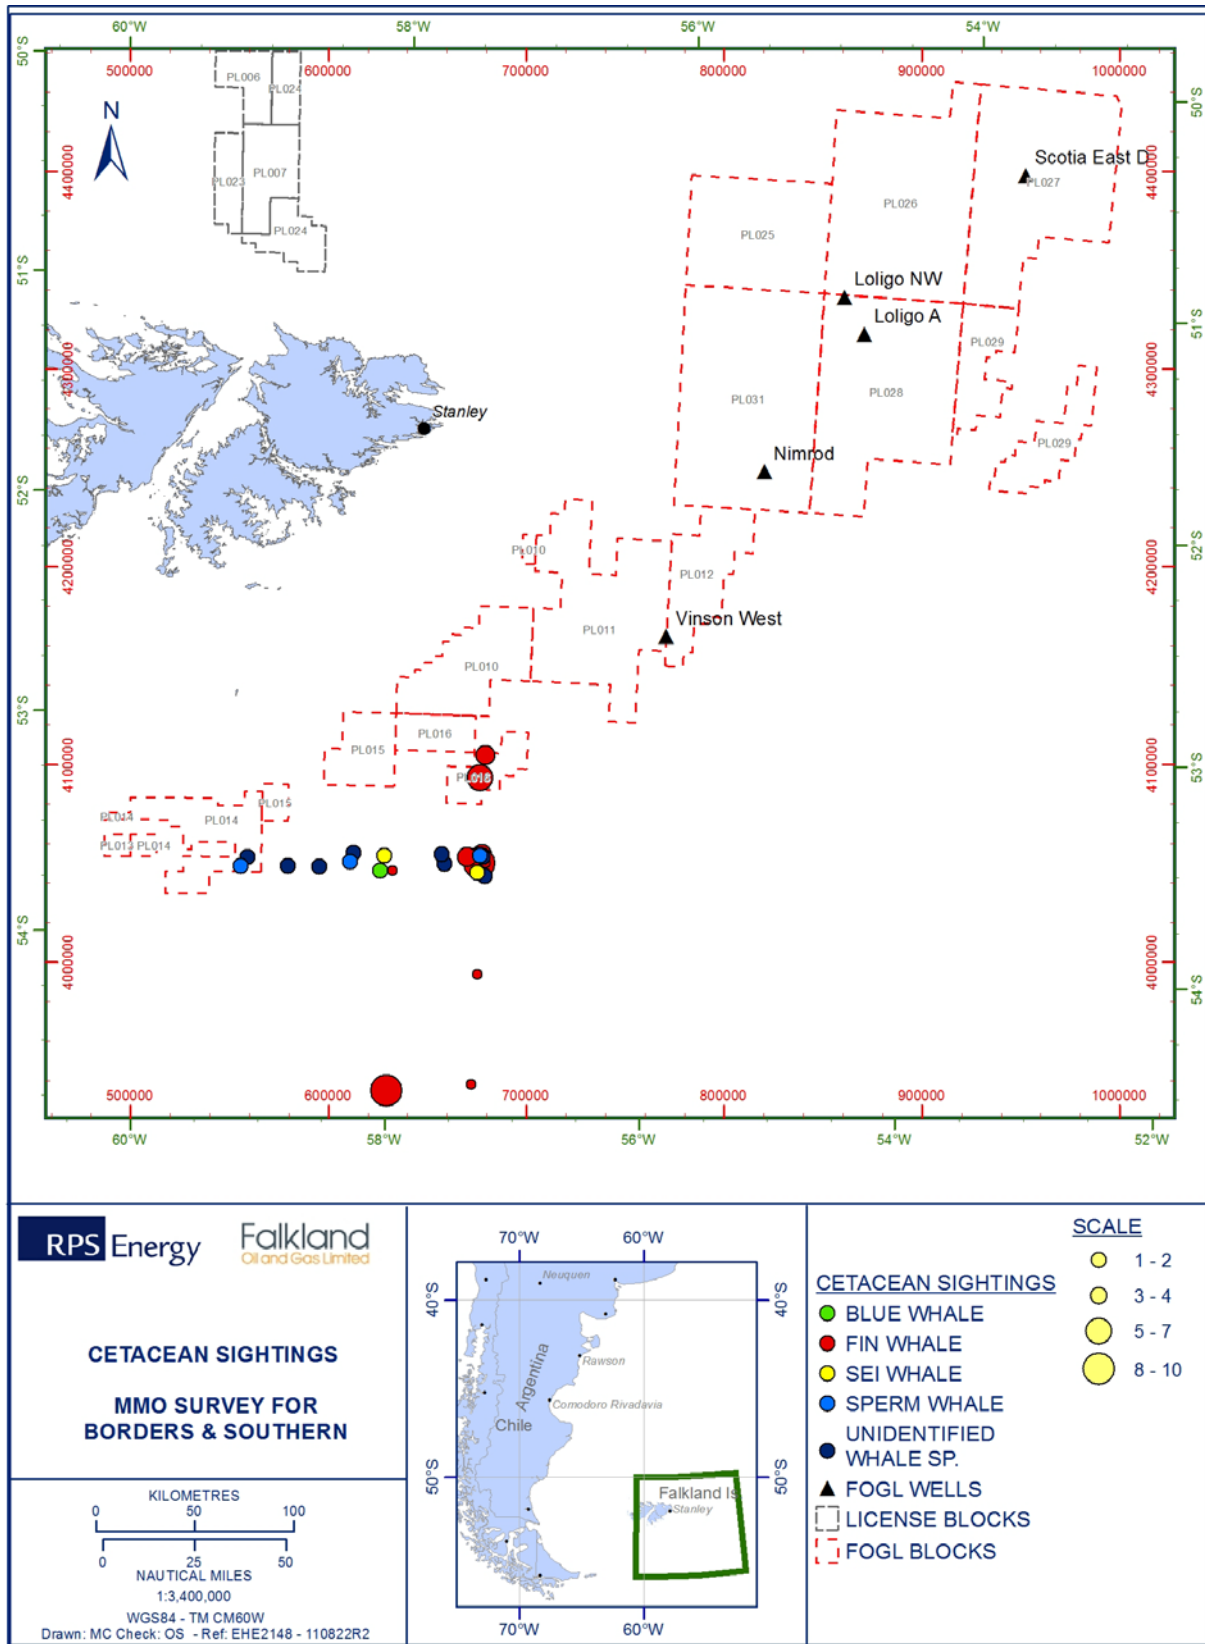 60°W 58°W 56°W 54°W
50°S
500000 600000 700000 800000 900000 1000000
PL006
PL024
50°S
N
Scotia East D
4400000
PL007
4400000
PL023
PL027
PL026
PL024
PL025
51°S
Loligo NW
Loligo A
51°S
4300000
PL029
4300000
PL031
PL028
Stanley
PL029
Nimrod
52°S
PL010
52°S
4200000
PL012
4200000
PL011
Vinson West
PL010
53°S
PL016
PL015
53°S
4100000
PL016
4100000
PL015
PL014
PL014
PL013
PL014
54°S
4000000
4000000
54°S
500000 600000 700000 800000 900000 1000000
60°W 58°W 56°W 54°W 52°W
RPS Energy
Falkland
Oil and Gas Limited
CETACEAN SIGHTINGS
MMO SURVEY FOR
BORDERS & SOUTHERN
KILOMETRES
0 50 100
0 25 50
NAUTICAL MILES
1:3,400,000
WGS84 - TM CM60W
Drawn: MC Check: OS - Ref: EHE2148 - 110822R2
70°W 60°W
Neuquen
40°S
40°S
Rawson
Argentina
Comodoro Rivadavia
Chile
50°S
50°S
Falkland Is
Stanley
70°W 60°W
SCALE
1 - 2
3 - 4
5 - 7
8 - 10
CETACEAN SIGHTINGS
BLUE WHALE
FIN WHALE
SEI WHALE
SPERM WHALE
UNIDENTIFIED
WHALE SP.
FOGL WELLS
LICENSE BLOCKS
FOGL BLOCKS